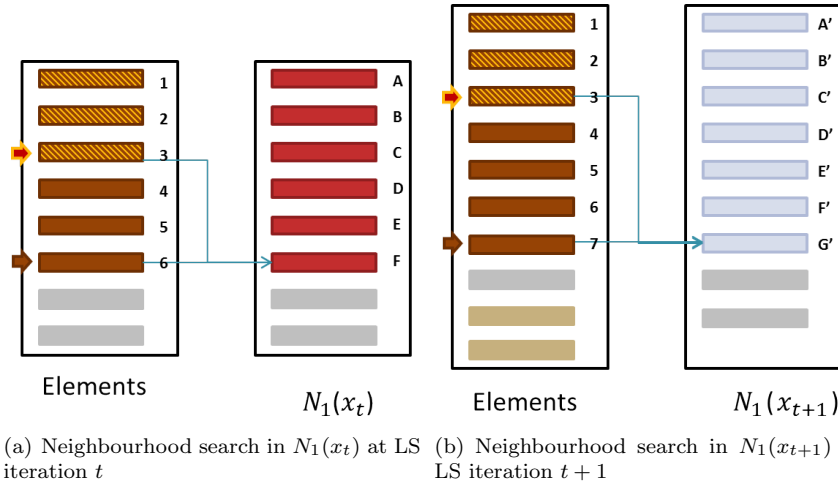 1
2
3
4
5
6
Elements
A
B
C
D
E
F
N₁(xₜ)
1
2
3
4
5
6
7
Elements
A'
B'
C'
D'
E'
F'
G'
N₁(xₜ₊₁)
(a) Neighbourhood search in N₁(xₜ) at LS
iteration t
(b) Neighbourhood search in N₁(xₜ₊₁)
LS iteration t + 1